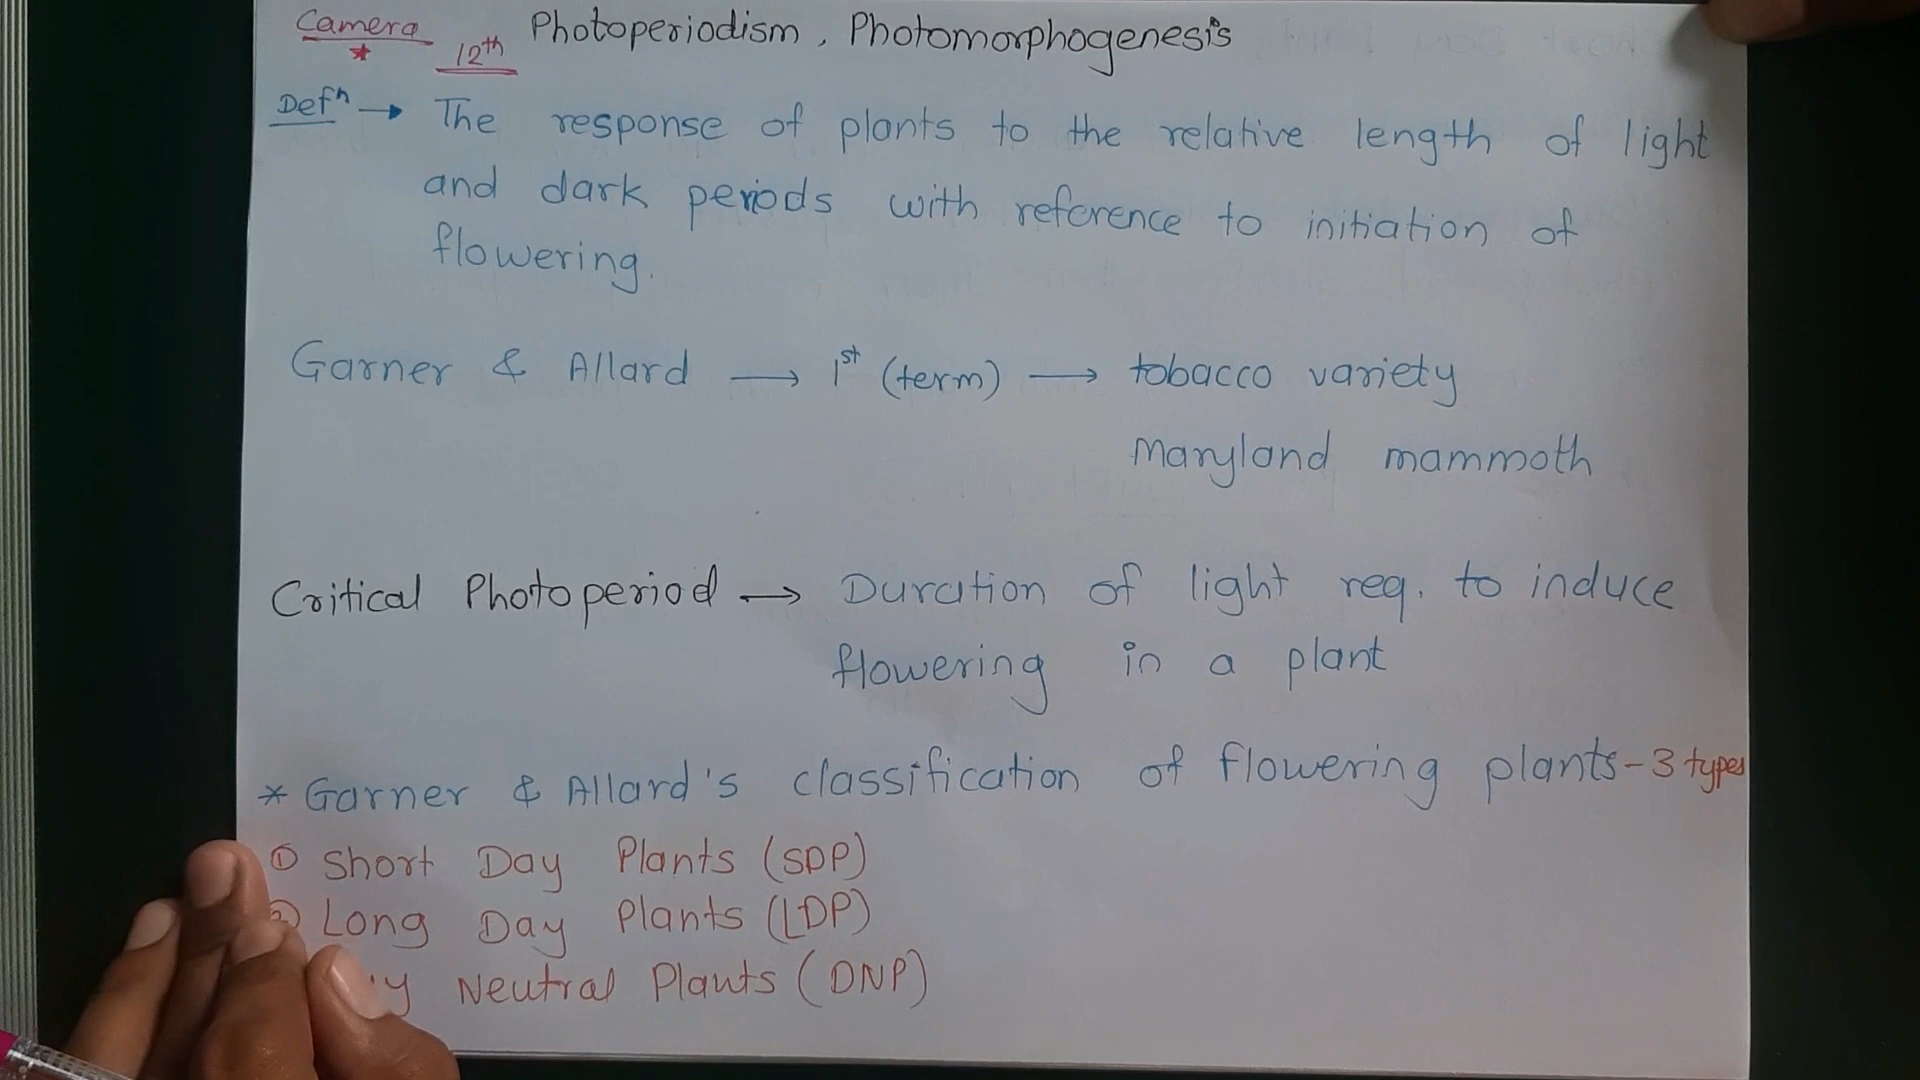 Camera
* 12th Photoperiodism, Photomorphogenesis
Defn → The response of plants to the relative length of light
and dark periods with reference to initiation of
flowering.
Garner & Allard → 1st (term) → tobacco variety
Maryland mammoth
Critical Photoperiod → Duration of light req. to induce
flowering in a plant
* Garner & Allard's classification of flowering plants - 3 types
① Short Day Plants (SDP)
② Long Day Plants (LDP)
Neutral Plants (DNP)